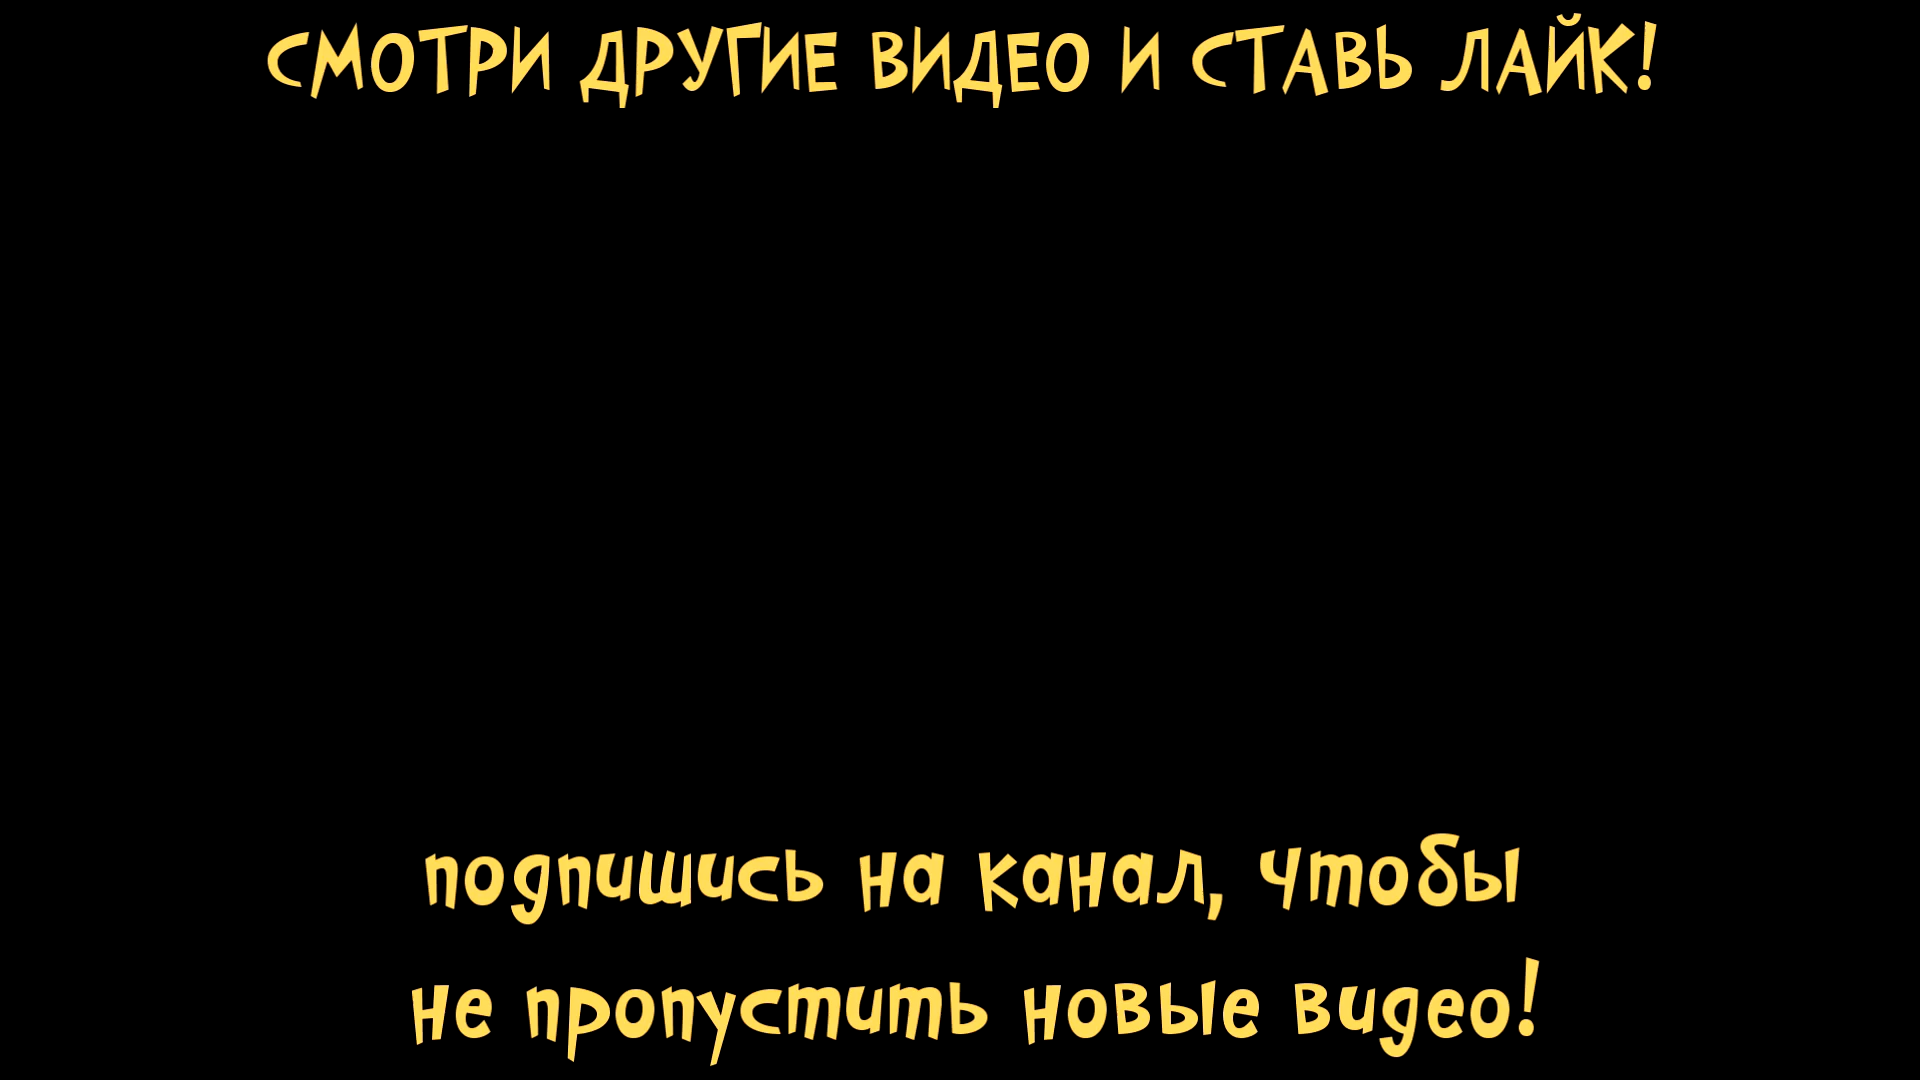 СМОТРИ ДРУГИЕ ВИДЕО И СТАВЬ ЛАЙК!
подпишись на канал, чтобы
не пропустить новые видео!